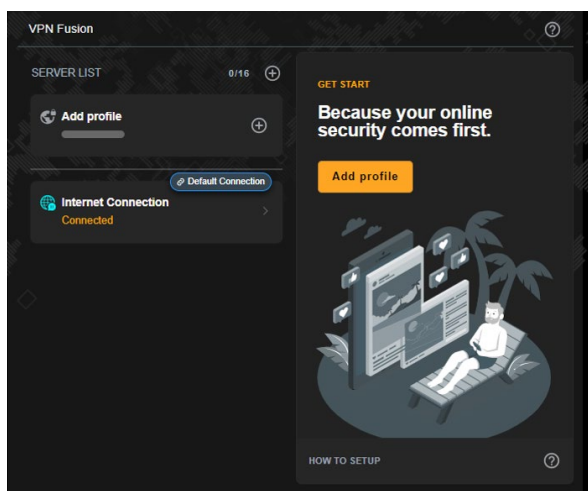 VPN Fusion
SERVER LIST 0/16
Add profile
Default Connection
Internet Connection
Connected
GET START
Because your online
security comes first.
Add profile
HOW TO SETUP